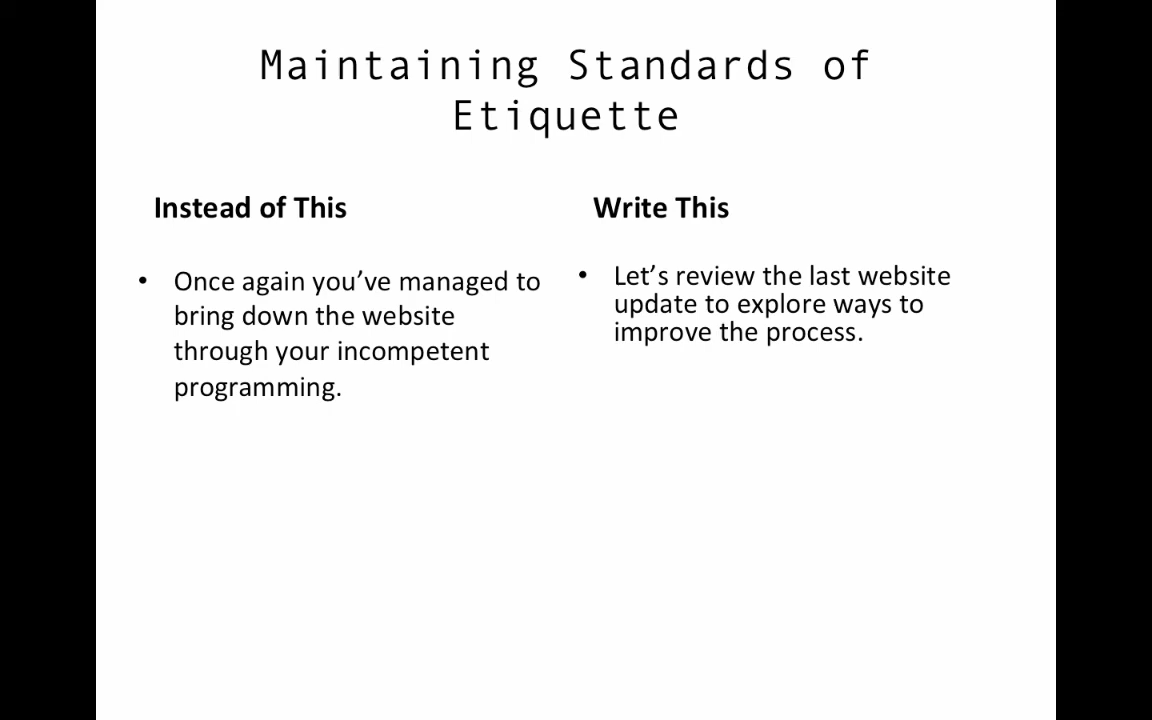 Maintaining Standards of
Etiquette
Instead of This
• Once again you’ve managed to
bring down the website
through your incompetent
programming.
Write This
• Let’s review the last website
update to explore ways to
improve the process.